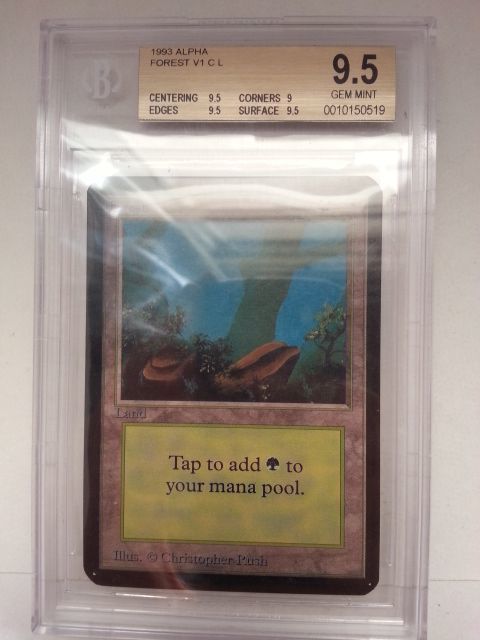 1993 ALPHA
FOREST V1 C L
9.5
GEM MINT
CENTERING 9.5 CORNERS 9
EDGES 9.5 SURFACE 9.5
0010150519
B
Land
Tap to add to
your mana pool.
Illus. © Christopher Rush